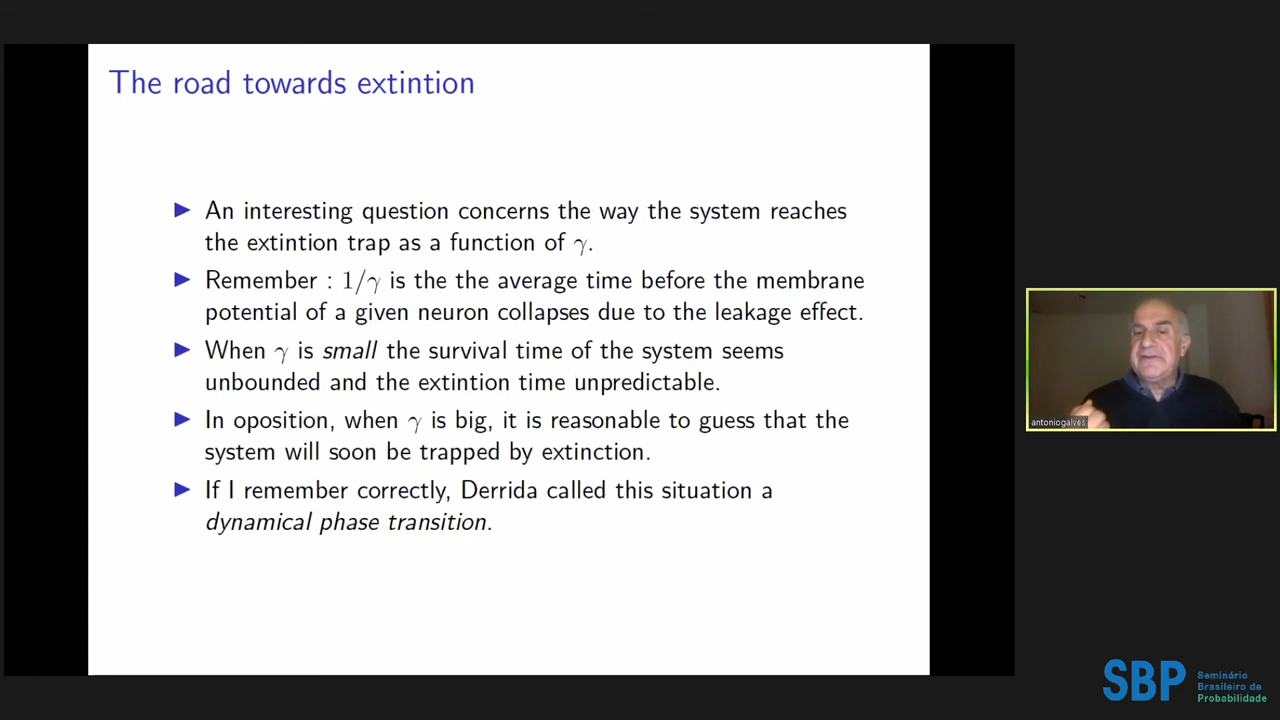 The road towards extintion
An interesting question concerns the way the system reaches
the extintion trap as a function of γ.
Remember : 1/γ is the the average time before the membrane
potential of a given neuron collapses due to the leakage effect.
When γ is small the survival time of the system seems
unbounded and the extintion time unpredictable.
In oposition, when γ is big, it is reasonable to guess that the
system will soon be trapped by extinction.
If I remember correctly, Derrida called this situation a
dynamical phase transition.
antoniogalves
SBP
Seminário
Brasileiro de
Probabilidade